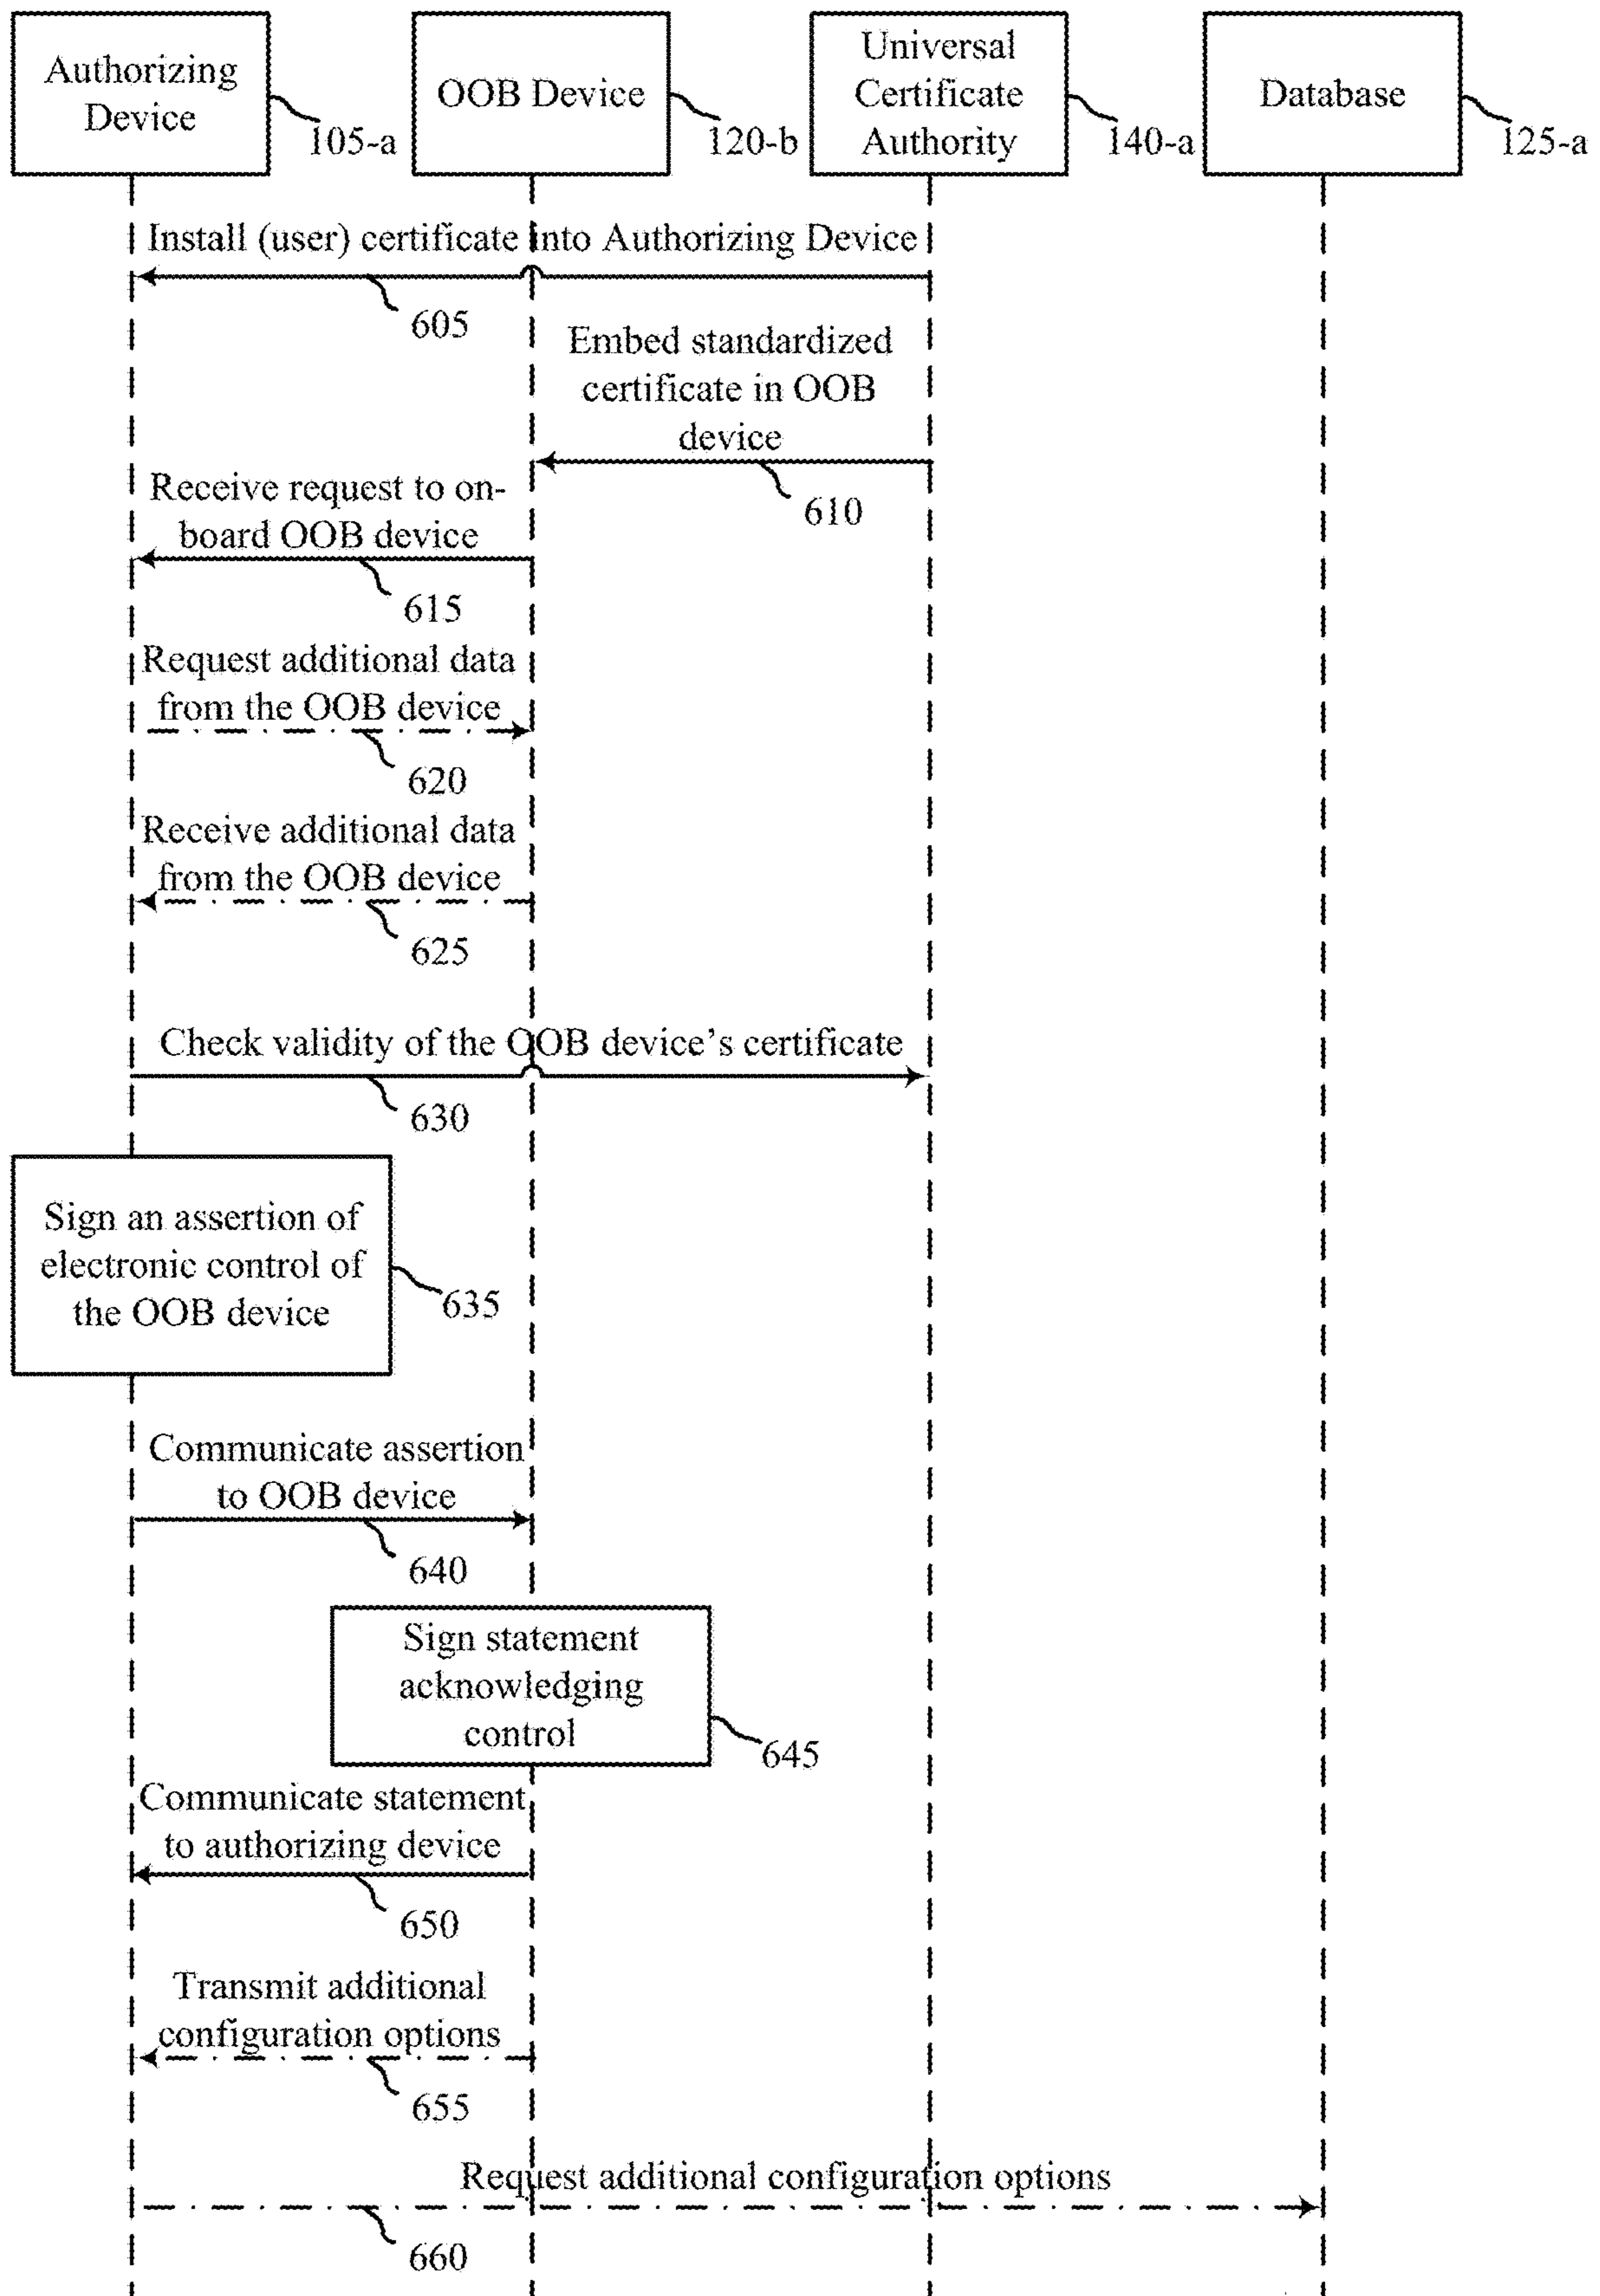 Authorizing
Device
105-a
OOB Device
120-b
Universal
Certificate
Authority
140-a
Database
125-a
Install (user) certificate into Authorizing Device
605
Embed standardized
certificate in OOB
device
610
Receive request to on-
board OOB device
615
Request additional data
from the OOB device
620
Receive additional data
from the OOB device
625
Check validity of the OOB device's certificate
630
Sign an assertion of
electronic control of
the OOB device
635
Communicate assertion
to OOB device
640
Sign statement
acknowledging
control
645
Communicate statement
to authorizing device
650
Transmit additional
configuration options
655
Request additional configuration options
660